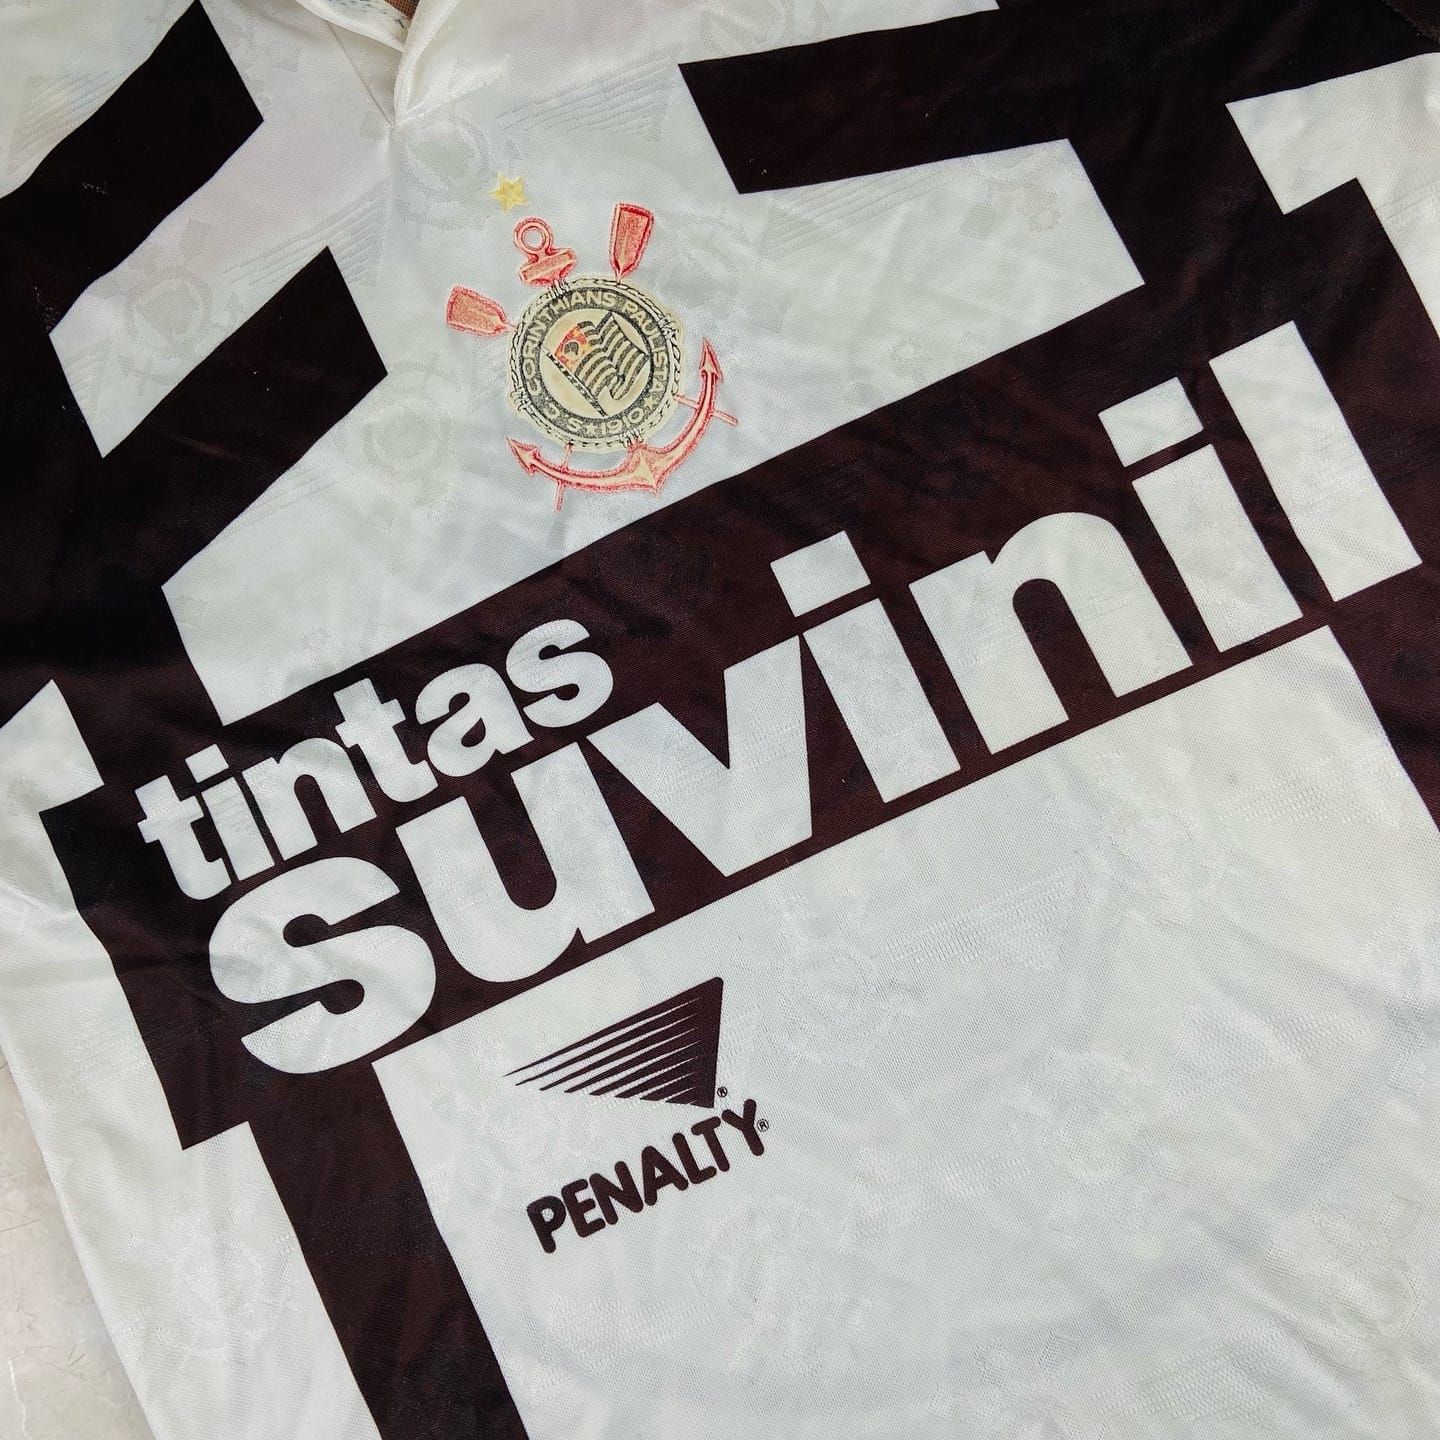 S.C. CORINTHIANS PAULISTA
1910
tintas
suvinil
®
PENALTY®